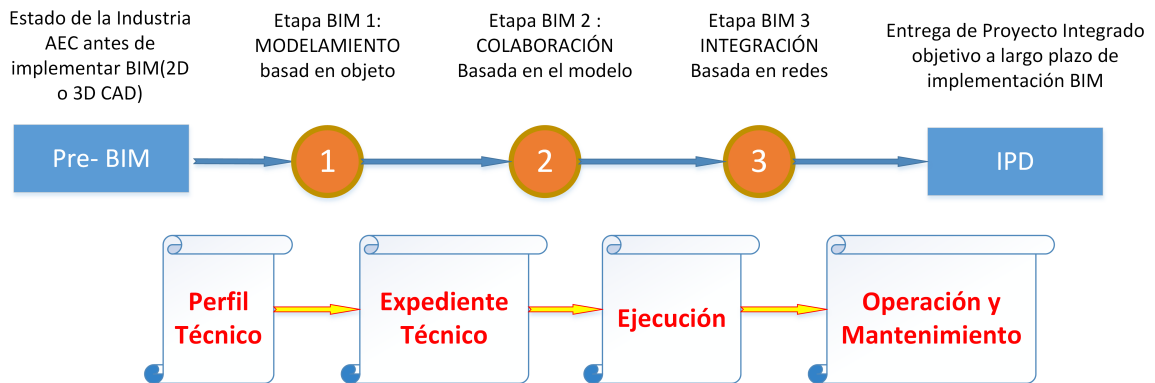 Estado de la Industria
AEC antes de
implementar BIM(2D
o 3D CAD)
Etapa BIM 1:
MODELAMIENTO
basad en objeto
Etapa BIM 2 :
COLABORACIÓN
Basada en el modelo
Etapa BIM 3
INTEGRACIÓN
Basada en redes
Entrega de Proyecto Integrado
objetivo a largo plazo de
implementación BIM
Pre- BIM
1
2
3
IPD
Perfil
Técnico
Expediente
Técnico
Ejecución
Operación y
Mantenimiento